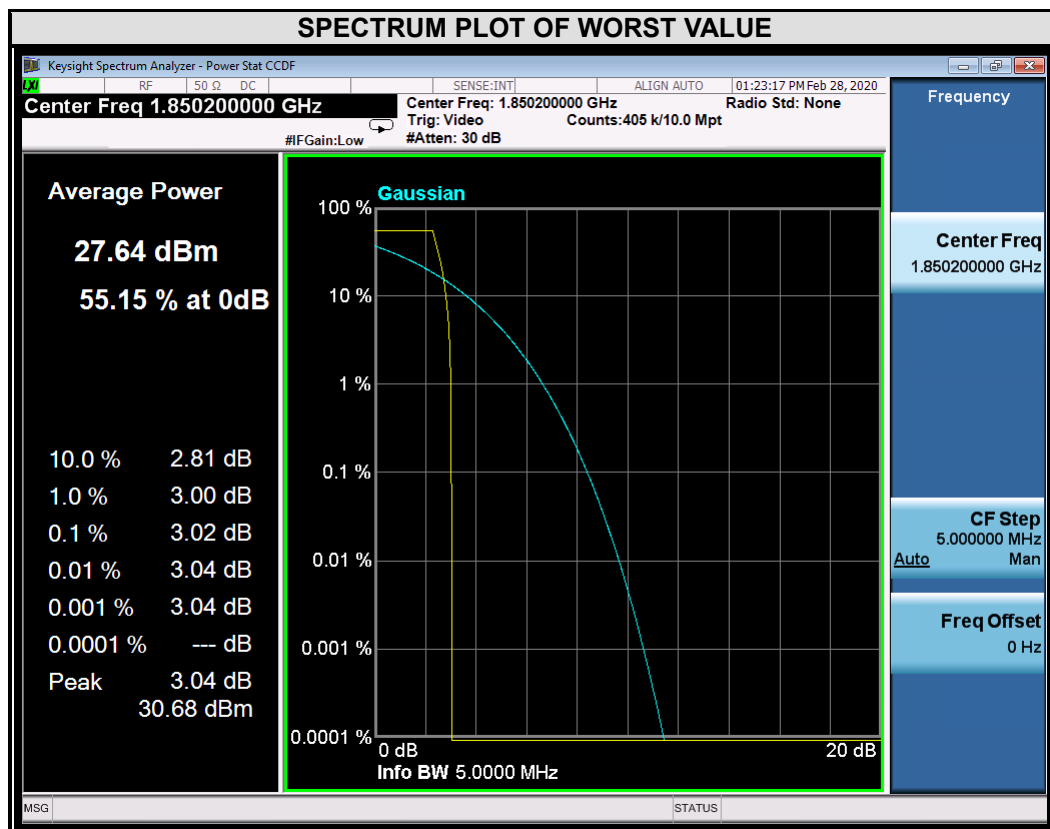 SPECTRUM PLOT OF WORST VALUE
Keysight Spectrum Analyzer - Power Stat CCDF
LXI RF 50 Ω DC SENSE:INT ALIGN AUTO 01:23:17 PM Feb 28, 2020
Center Freq 1.850200000 GHz
#IFGain:Low
Center Freq: 1.850200000 GHz Radio Std: None
Trig: Video Counts:405 k/10.0 Mpt
#Atten: 30 dB
Average Power
27.64 dBm
55.15 % at 0dB
10.0 % 2.81 dB
1.0 % 3.00 dB
0.1 % 3.02 dB
0.01 % 3.04 dB
0.001 % 3.04 dB
0.0001 % --- dB
Peak 3.04 dB
30.68 dBm
Gaussian
100 %
10 %
1 %
0.1 %
0.01 %
0.001 %
0.0001 %
0 dB 20 dB
Info BW 5.0000 MHz
Frequency
Center Freq
1.850200000 GHz
CF Step
5.000000 MHz
Auto Man
Freq Offset
0 Hz
MSG STATUS